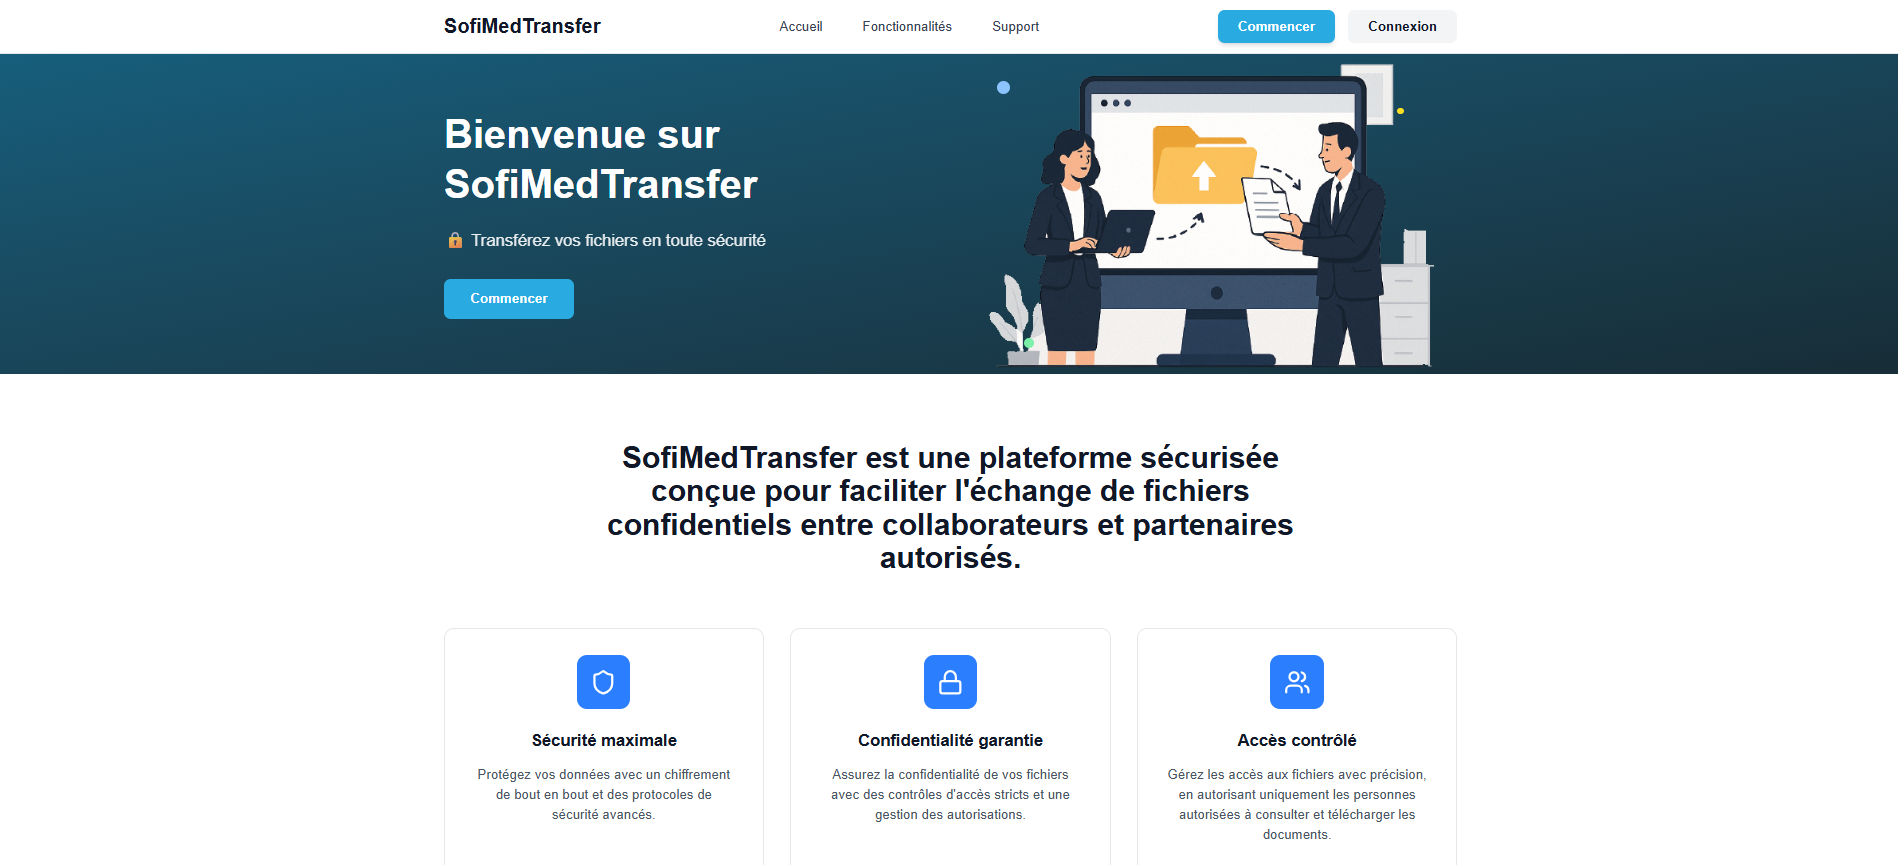 SofiMedTransfer
Accueil
Fonctionnalités
Support
Commencer
Connexion
Bienvenue sur
SofiMedTransfer
🔒 Transférez vos fichiers en toute sécurité
Commencer
SofiMedTransfer est une plateforme sécurisée
conçue pour faciliter l'échange de fichiers
confidentiels entre collaborateurs et partenaires
autorisés.
Sécurité maximale
Protégez vos données avec un chiffrement
de bout en bout et des protocoles de
sécurité avancés.
Confidentialité garantie
Assurez la confidentialité de vos fichiers
avec des contrôles d'accès stricts et une
gestion des autorisations.
Accès contrôlé
Gérez les accès aux fichiers avec précision,
en autorisant uniquement les personnes
autorisées à consulter et télécharger les
documents.